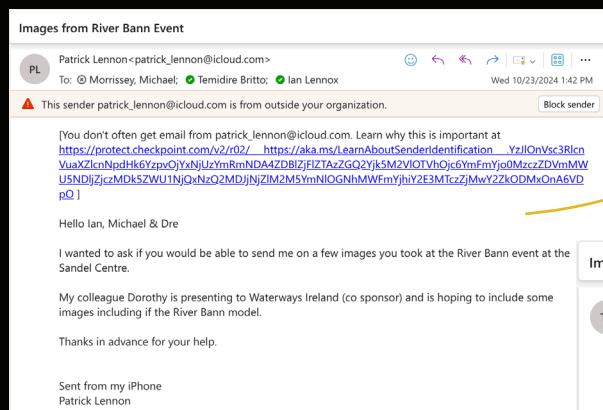 Images from River Bann Event
PL
Patrick Lennon<patrick_lennon@icloud.com>
To: Morrissey, Michael; Temidire Britto; Ian Lennox
Wed 10/23/2024 1:42 PM
This sender patrick_lennon@icloud.com is from outside your organization.
Block sender
[You don't often get email from patrick_lennon@icloud.com. Learn why this is important at
https://protect.checkpoint.com/v2/r02/__https://aka.ms/LearnAboutSenderIdentification__.YzJlOnVsc3Rlcn
Hello Ian, Michael & Dre
I wanted to ask if you would be able to send me on a few images you took at the River Bann event at the
Sandel Centre.
My colleague Dorothy is presenting to Waterways Ireland (co sponsor) and is hoping to include some
images including if the River Bann model.
Thanks in advance for your help.
Sent from my iPhone
Patrick Lennon